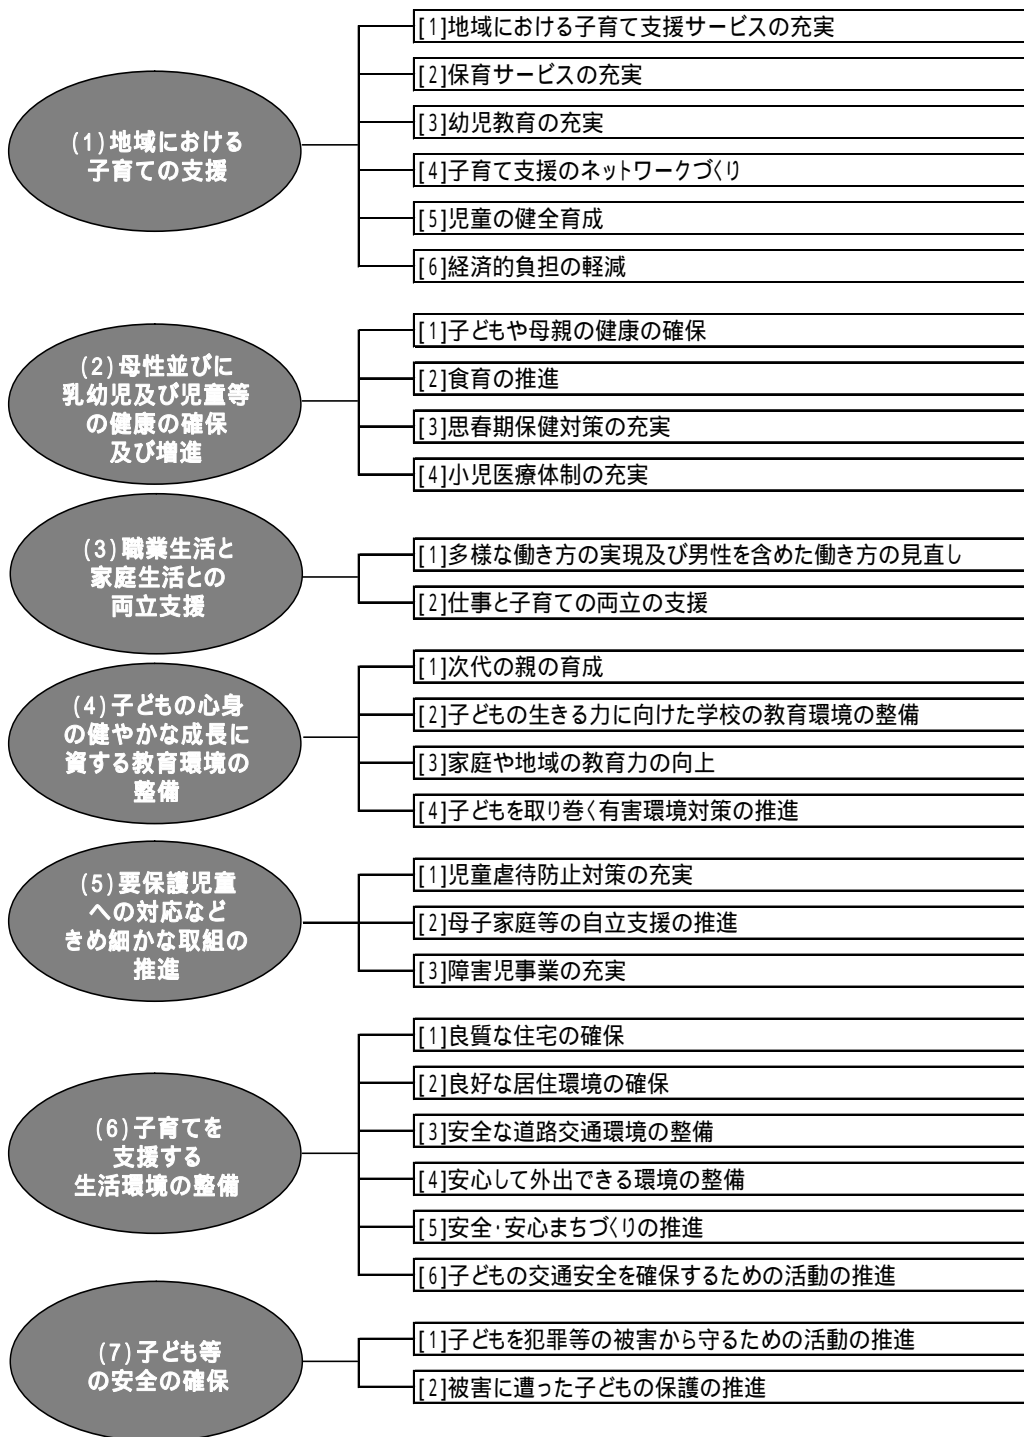 (1)地域における
子育ての支援
[1]地域における子育て支援サービスの充実
[2]保育サービスの充実
[3]幼児教育の充実
[4]子育て支援のネットワークづくり
[5]児童の健全育成
[6]経済的負担の軽減
(2)母性並びに
乳幼児及び児童等
の健康の確保
及び増進
[1]子どもや母親の健康の確保
[2]食育の推進
[3]思春期保健対策の充実
[4]小児医療体制の充実
(3)職業生活と
家庭生活との
両立支援
[1]多様な働き方の実現及び男性を含めた働き方の見直し
[2]仕事と子育ての両立の支援
(4)子どもの心身
の健やかな成長に
資する教育環境の
整備
[1]次代の親の育成
[2]子どもの生きる力に向けた学校の教育環境の整備
[3]家庭や地域の教育力の向上
[4]子どもを取り巻く有害環境対策の推進
(5)要保護児童
への対応など
きめ細かな取組の
推進
[1]児童虐待防止対策の充実
[2]母子家庭等の自立支援の推進
[3]障害児事業の充実
(6)子育てを
支援する
生活環境の整備
[1]良質な住宅の確保
[2]良好な居住環境の確保
[3]安全な道路交通環境の整備
[4]安心して外出できる環境の整備
[5]安全・安心まちづくりの推進
[6]子どもの交通安全を確保するための活動の推進
(7)子ども等
の安全の確保
[1]子どもを犯罪等の被害から守るための活動の推進
[2]被害に遭った子どもの保護の推進